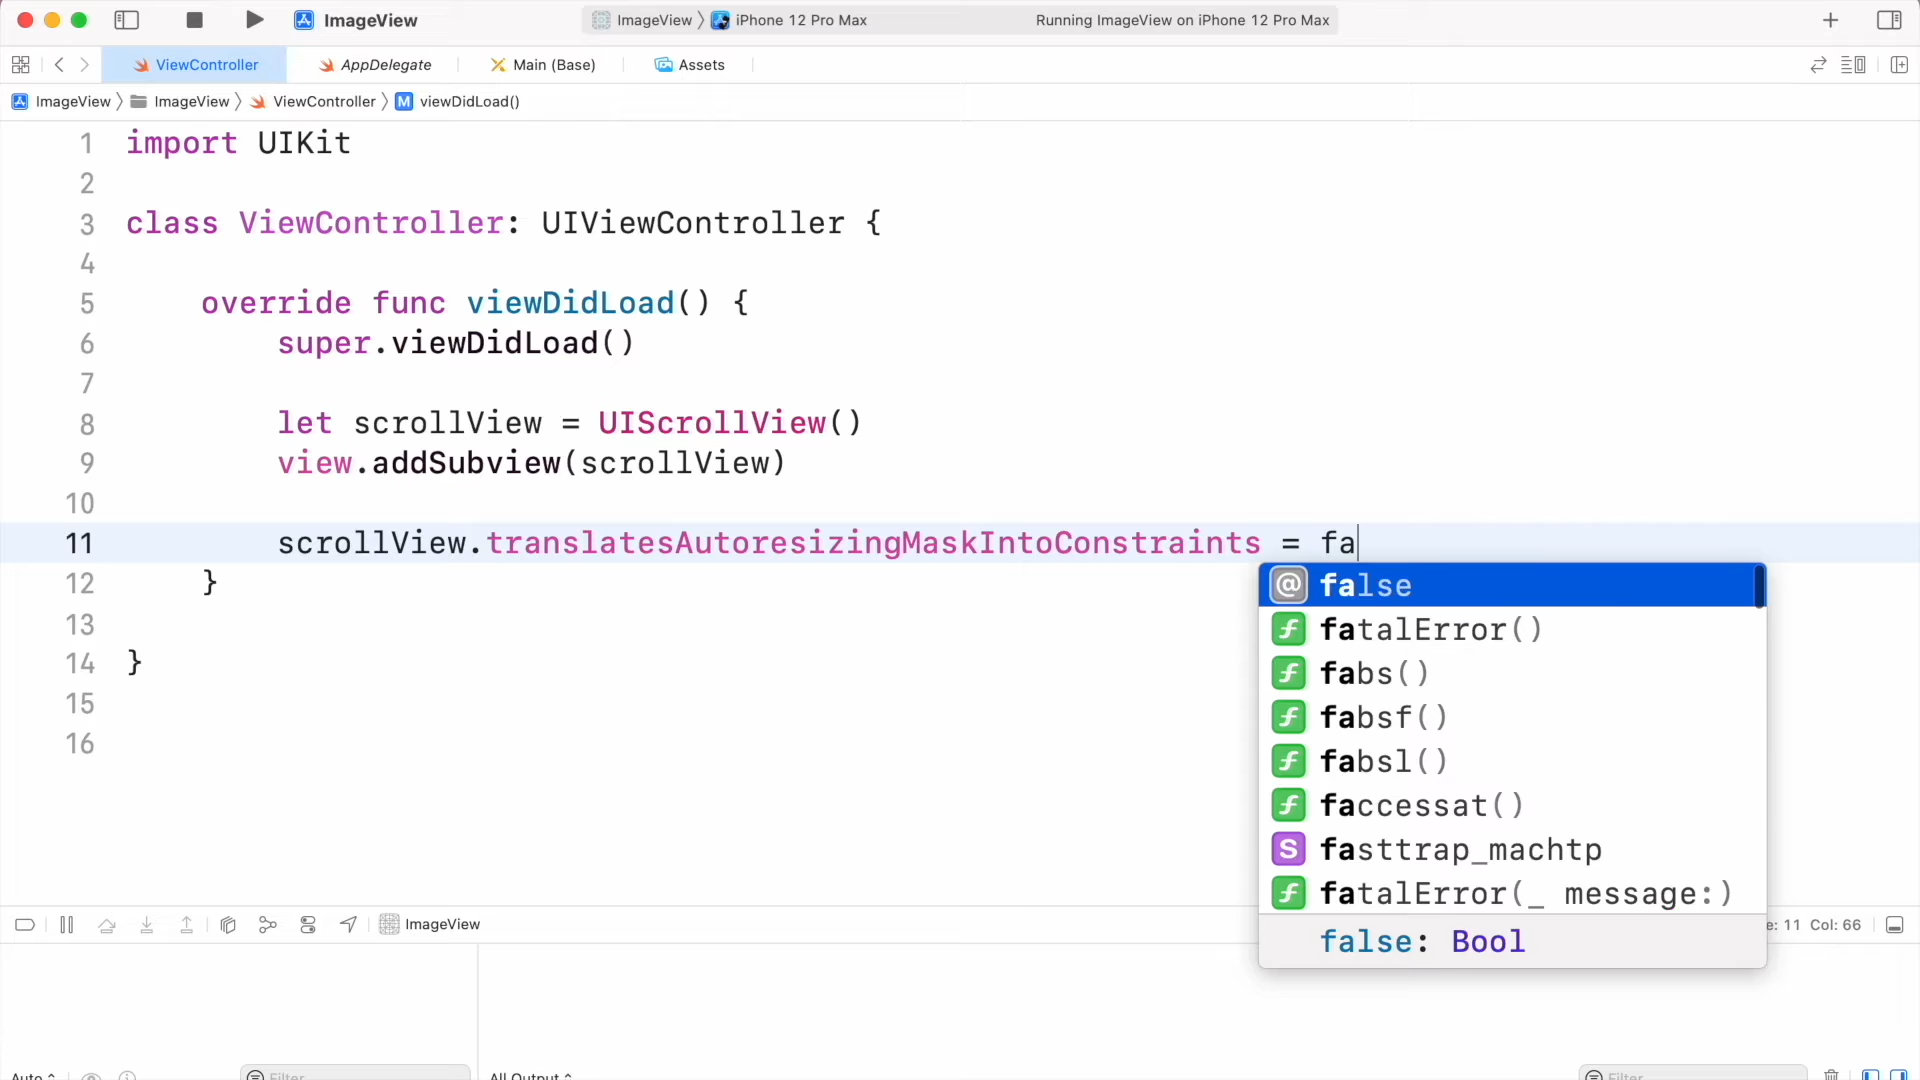 ImageView
ImageView 〉 iPhone 12 Pro Max
Running ImageView on iPhone 12 Pro Max
ViewController
AppDelegate
Main (Base)
Assets
ImageView 〉 ImageView 〉 ViewController 〉 M viewDidLoad()
1 import UIKit
2
3 class ViewController: UIViewController {
4
5 override func viewDidLoad() {
6 super.viewDidLoad()
7
8 let scrollView = UIScrollView()
9 view.addSubview(scrollView)
10
11 scrollView.translatesAutoresizingMaskIntoConstraints = fa
12 }
13
14 }
15
16
@ false
f fatalError()
f fabs()
f fabsf()
f fabsl()
f faccessat()
S fasttrap_machtp
f fatalError(_ message:)
false: Bool
ImageView
e: 11 Col: 66
Auto
Filter
All Output
Filter